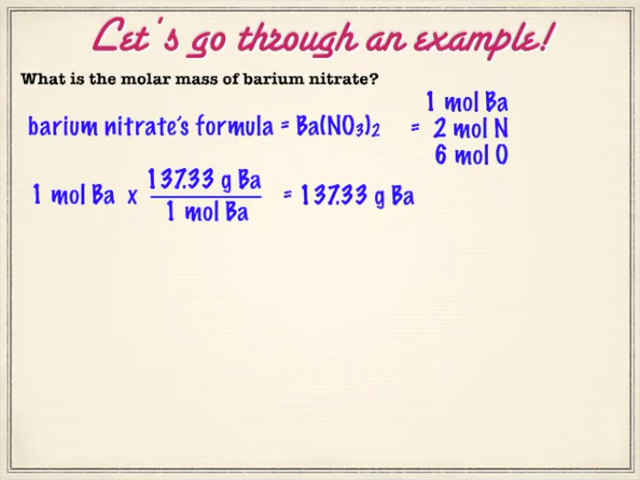 Let's go through an example!
What is the molar mass of barium nitrate?
1 mol Ba
barium nitrate's formula = Ba(NO₃)₂ = 2 mol N
6 mol O
137.33 g Ba
1 mol Ba x = 137.33 g Ba
1 mol Ba